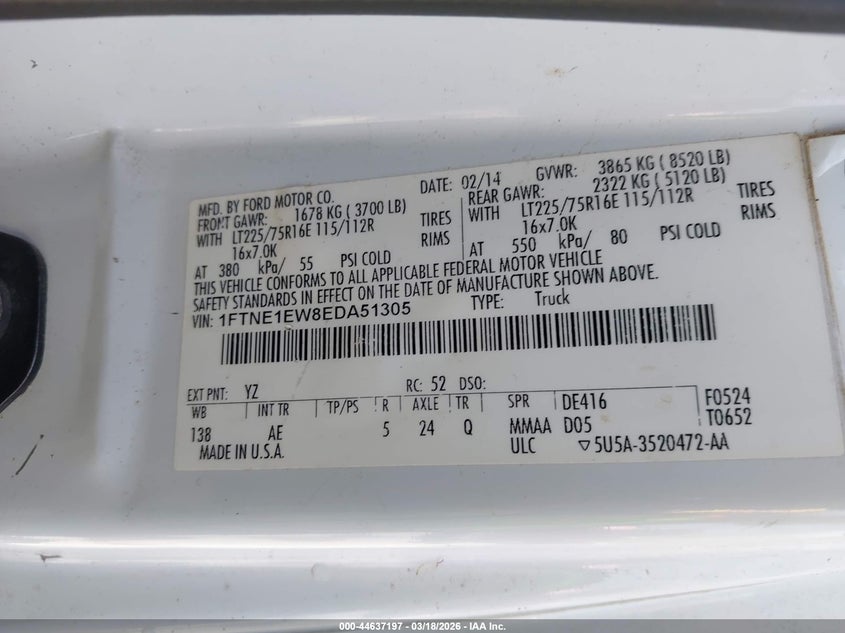 MFD. BY FORD MOTOR CO. DATE: 02/14 GVWR: 3865 KG ( 8520 LB)
FRONT GAWR: 1678 KG ( 3700 LB) REAR GAWR: 2322 KG ( 5120 LB)
WITH LT225/75R16E 115/112R TIRES WITH LT225/75R16E 115/112R TIRES
16x7.0K RIMS 16x7.0K RIMS
AT 380 kPa/ 55 PSI COLD AT 550 kPa/ 80 PSI COLD
THIS VEHICLE CONFORMS TO ALL APPLICABLE FEDERAL MOTOR VEHICLE
SAFETY STANDARDS IN EFFECT ON THE DATE OF MANUFACTURE SHOWN ABOVE.
VIN: 1FTNE1EW8EDA51305 TYPE: Truck
EXT PNT: YZ RC: 52 DSO:
WB INT TR TP/PS R AXLE TR SPR DE416 F0524
138 AE 5 24 Q MMAA D05 T0652
MADE IN U.S.A. ULC ▽5U5A-3520472-AA
000-44637197 - 03/18/2026 - IAA Inc.